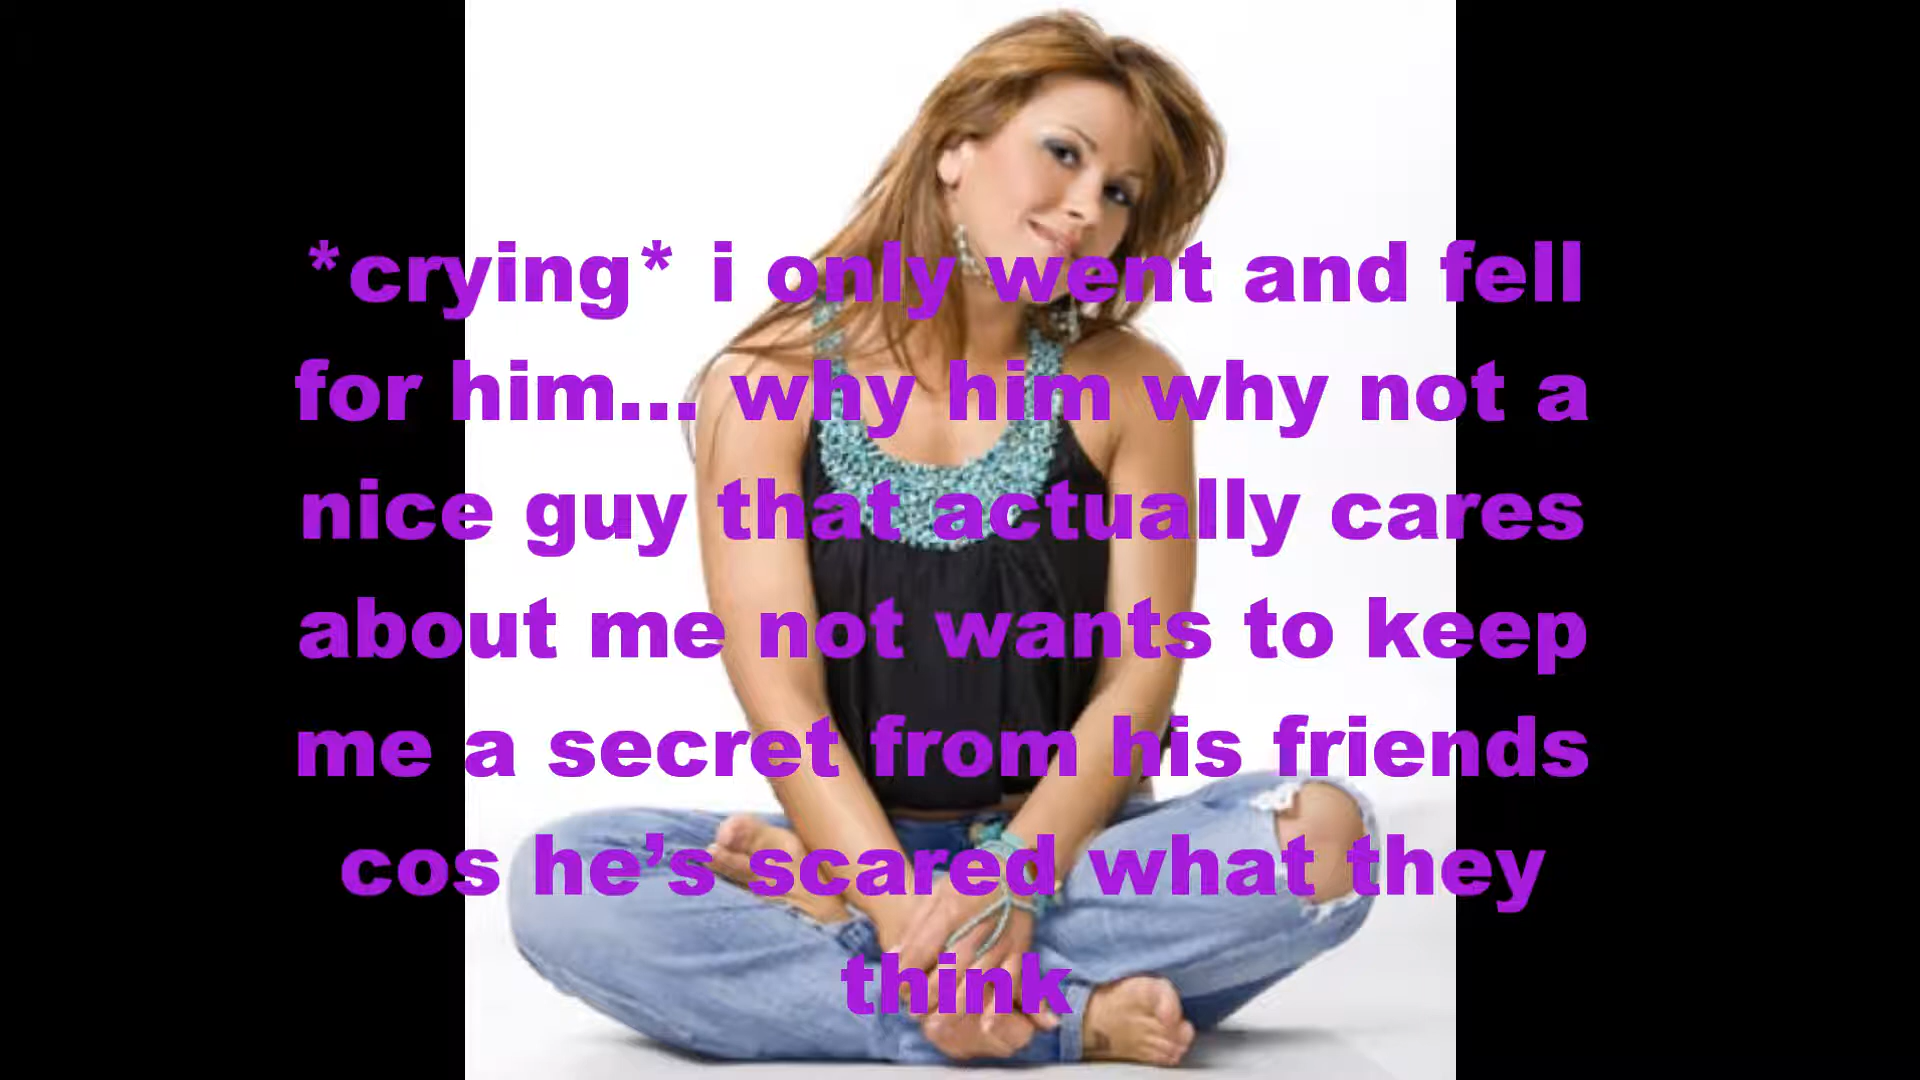 *crying* i only went and fell
for him... why him why not a
nice guy that actually cares
about me not wants to keep
me a secret from his friends
cos he’s scared what they
think